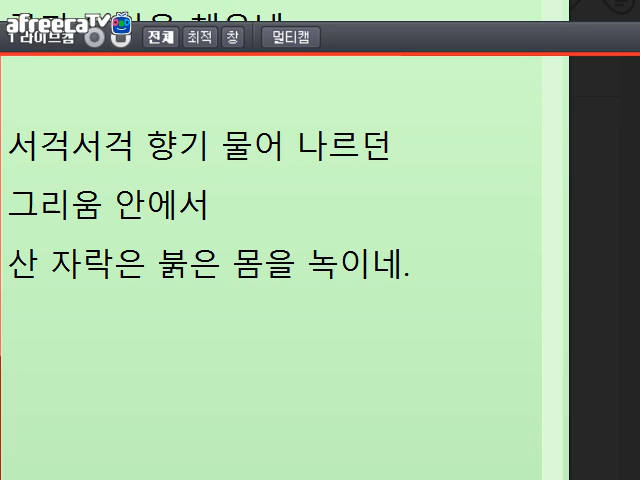 afreecaTV
1 라이브캠 전체 최적 창 멀티캠
서걱서걱 향기 물어 나르던
그리움 안에서
산 자락은 붉은 몸을 녹이네.